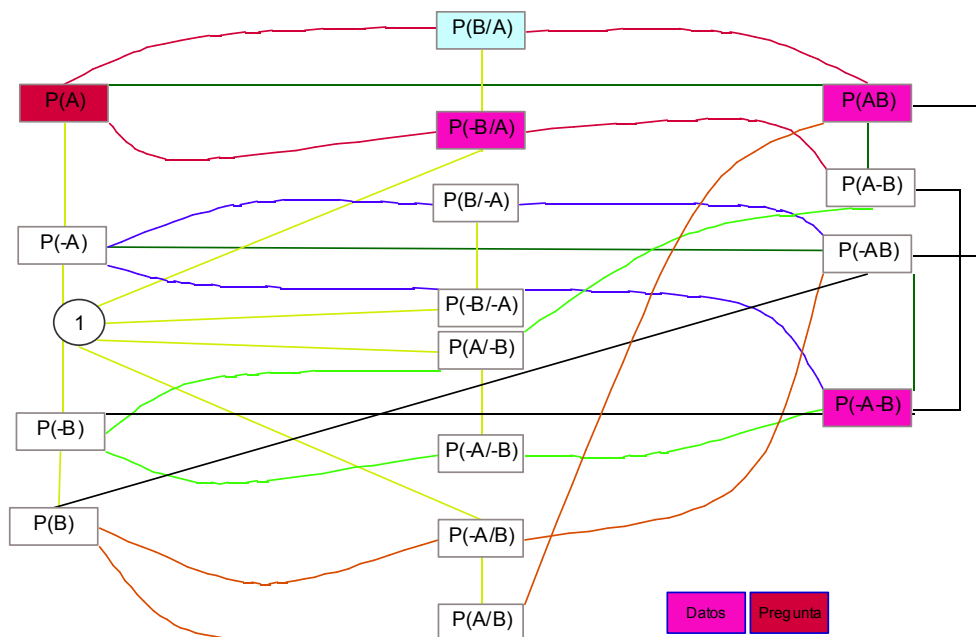 P(B/A)
P(A)
P(AB)
P(-B/A)
P(A-B)
P(B/-A)
P(-A)
P(-AB)
P(-B/-A)
1
P(A/-B)
P(-A-B)
P(-B)
P(-A/-B)
P(B)
P(-A/B)
P(A/B)
Datos
Pregunta